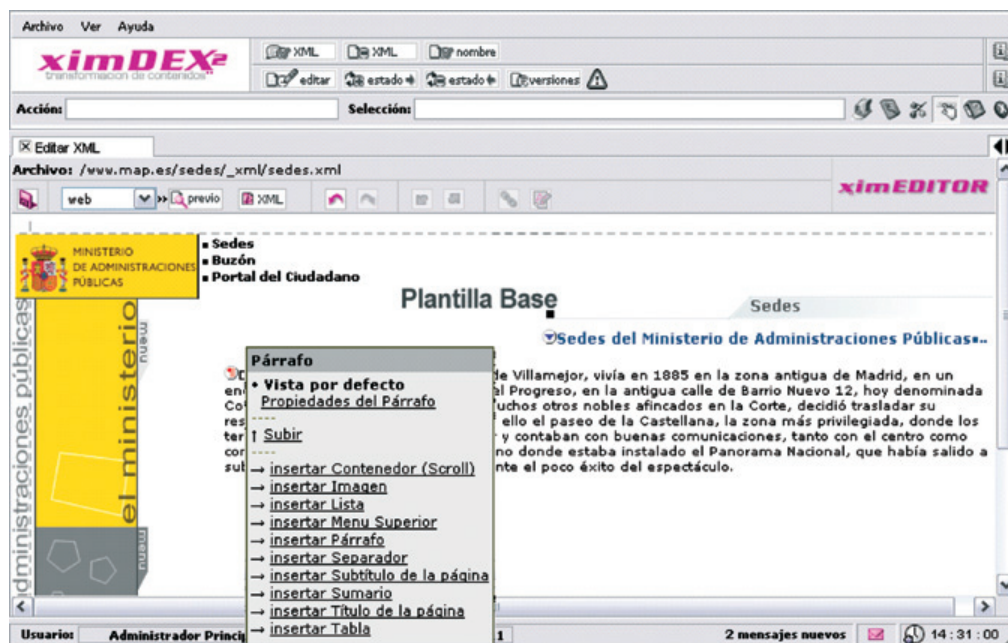 Archivo Ver Ayuda
ximDEX²
transformacion de contenidos
XML XML nombre
editar estado estado versiones
Acción: Selección:
Editar XML
Archivo: /www.map.es/sedes/_xml/sedes.xml
web previo XML
ximEDITOR
MINISTERIO
DE ADMINISTRACIONES
PÚBLICAS
Sedes
Buzón
Portal del Ciudadano
administraciones públicas
el ministerio
menu
menu
Plantilla Base
Sedes
Sedes del Ministerio de Administraciones Públicas
de Villamejor, vivía en 1885 en la zona antigua de Madrid, en un
el Progreso, en la antigua calle de Barrio Nuevo 12, hoy denominada
uchos otros nobles afincados en la Corte, decidió trasladar su
ello el paseo de la Castellana, la zona más privilegiada, donde los
y contaban con buenas comunicaciones, tanto con el centro como
no donde estaba instalado el Panorama Nacional, que había salido a
nte el poco éxito del espectáculo.
Párrafo
• Vista por defecto
Propiedades del Párrafo
----
↑ Subir
----
→ insertar Contenedor (Scroll)
→ insertar Imagen
→ insertar Lista
→ insertar Menu Superior
→ insertar Párrafo
→ insertar Separador
→ insertar Subtítulo de la página
→ insertar Sumario
→ insertar Título de la página
→ insertar Tabla
Usuario: Administrador Princip 1 2 mensajes nuevos 14:31:00